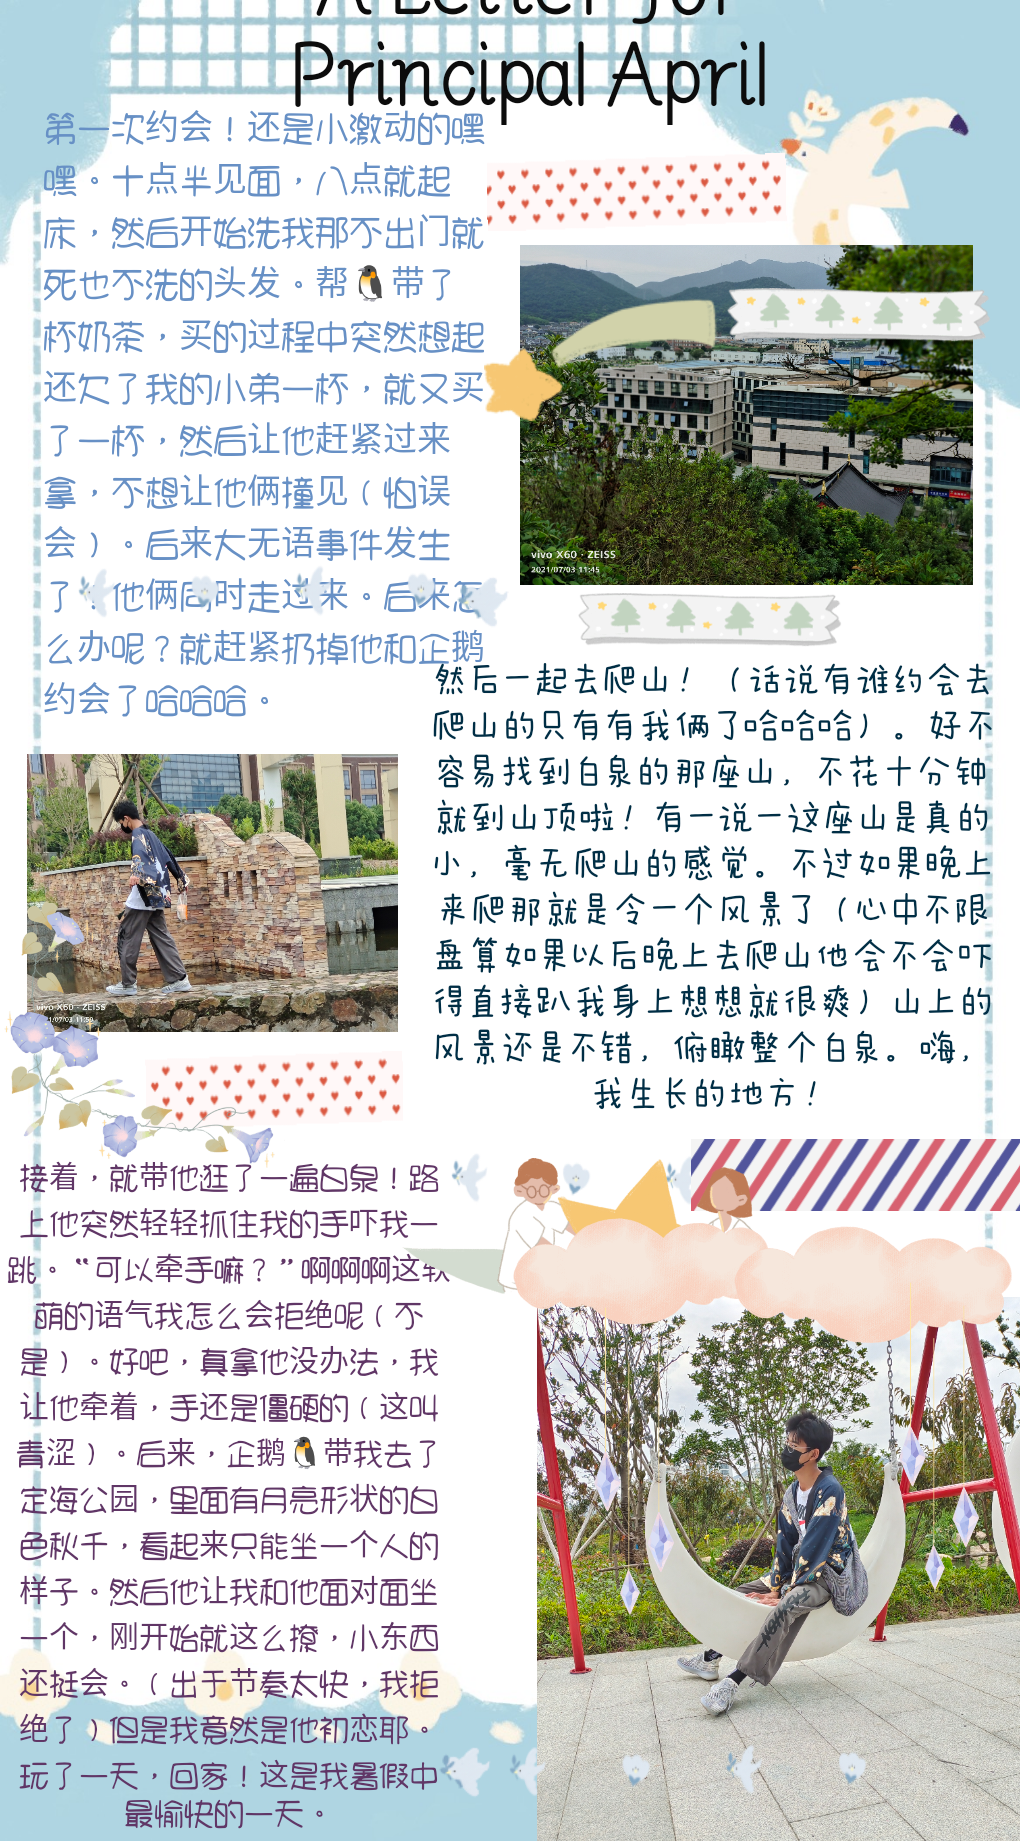 A Letter for
Principal April
第一次约会！还是小激动的嘿
嘿。十点半见面，八点就起
床，然后开始洗我那不出门就
死也不洗的头发。帮🐧带了
杯奶茶，买的过程中突然想起
还欠了我的小弟一杯，就又买
了一杯，然后让他赶紧过来
拿，不想让他俩撞见（怕误
会）。后来大无语事件发生
了！他俩同时走过来。后来怎
么办呢？就赶紧扔掉他和企鹅
约会了哈哈哈。
vivo X60 · ZEISS
2021/07/03 11:45
然后一起去爬山！（话说有谁约会去
爬山的只有有我俩了哈哈哈）。好不
容易找到白泉的那座山，不花十分钟
就到山顶啦！有一说一这座山是真的
小，毫无爬山的感觉。不过如果晚上
来爬那就是令一个风景了（心中不限
盘算如果以后晚上去爬山他会不会吓
得直接趴我身上想想就很爽）山上的
风景还是不错，俯瞰整个白泉。嗨，
我生长的地方！
vivo X60 · ZEISS
接着，就带他逛了一遍白泉！路
上他突然轻轻抓住我的手吓我一
跳。“可以牵手嘛？”啊啊啊这软
萌的语气我怎么会拒绝呢（不
是）。好吧，真拿他没办法，我
让他牵着，手还是僵硬的（这叫
青涩）。后来，企鹅🐧带我去了
定海公园，里面有月亮形状的白
色秋千，看起来只能坐一个人的
样子。然后他让我和他面对面坐
一个，刚开始就这么撩，小东西
还挺会。（出于节奏太快，我拒
绝了）但是我竟然是他初恋耶。
玩了一天，回家！这是我暑假中
最愉快的一天。